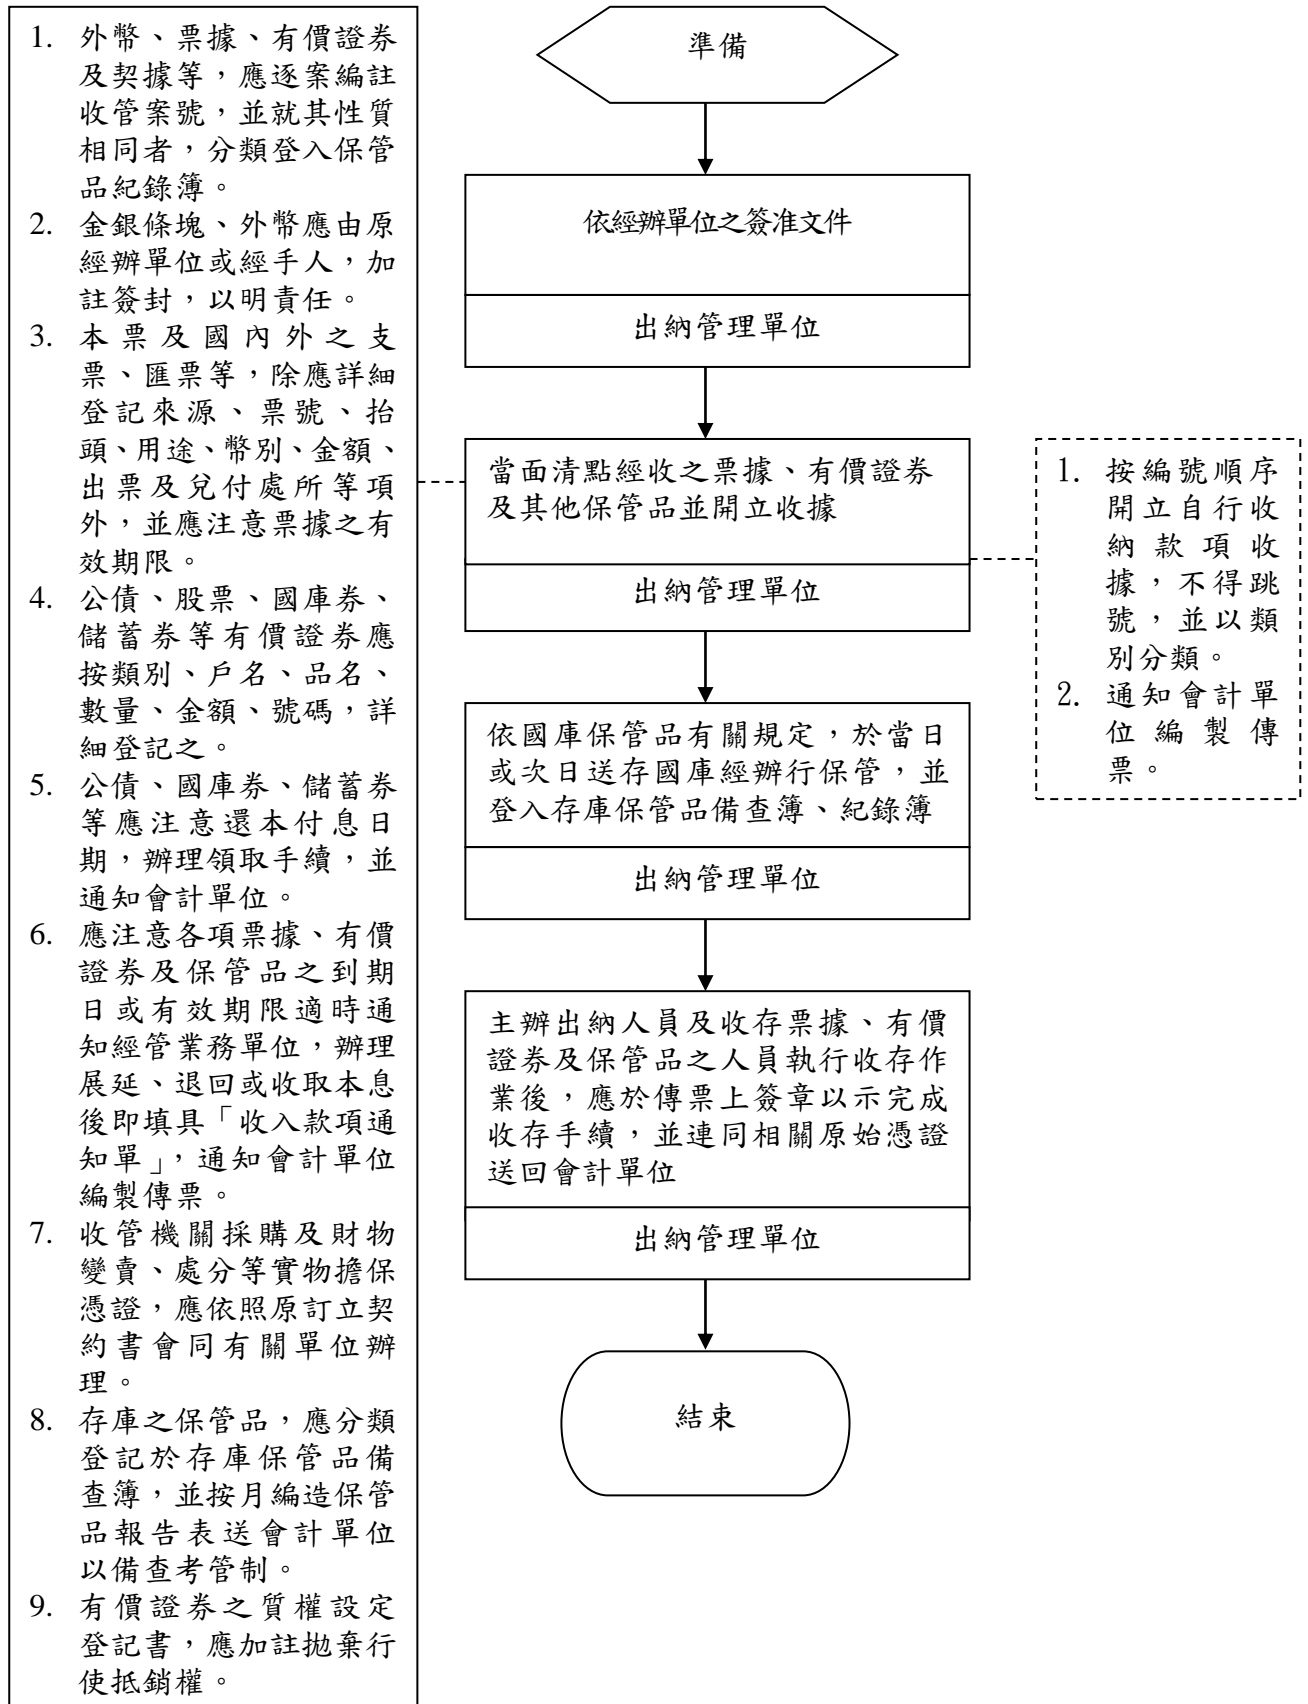 1. 外幣、票據、有價證券
及契據等，應逐案編註
收管案號，並就其性質
相同者，分類登入保管
品紀錄簿。
2. 金銀條塊、外幣應由原
經辦單位或經手人，加
註簽封，以明責任。
3. 本票及國內外之支
票、匯票等，除應詳細
登記來源、票號、抬
頭、用途、幣別、金額、
出票及兌付處所等項
外，並應注意票據之有
效期限。
4. 公債、股票、國庫券、
儲蓄券等有價證券應
按類別、戶名、品名、
數量、金額、號碼，詳
細登記之。
5. 公債、國庫券、儲蓄券
等應注意還本付息日
期，辦理領取手續，並
通知會計單位。
6. 應注意各項票據、有價
證券及保管品之到期
日或有效期限適時通
知經管業務單位，辦理
展延、退回或收取本息
後即填具「收入款項通
知單」，通知會計單位
編製傳票。
7. 收管機關採購及財物
變賣、處分等實物擔保
憑證，應依照原訂立契
約書會同有關單位辦
理。
8. 存庫之保管品，應分類
登記於存庫保管品備
查簿，並按月編造保管
品報告表送會計單位
以備查考管制。
9. 有價證券之質權設定
登記書，應加註拋棄行
使抵銷權。
準備
依經辦單位之簽准文件
出納管理單位
當面清點經收之票據、有價證券
及其他保管品並開立收據
出納管理單位
1. 按編號順序
開立自行收
納款項收
據，不得跳
號，並以類
別分類。
2. 通知會計單
位編製傳
票。
依國庫保管品有關規定，於當日
或次日送存國庫經辦行保管，並
登入存庫保管品備查簿、紀錄簿
出納管理單位
主辦出納人員及收存票據、有價
證券及保管品之人員執行收存作
業後，應於傳票上簽章以示完成
收存手續，並連同相關原始憑證
送回會計單位
出納管理單位
結束